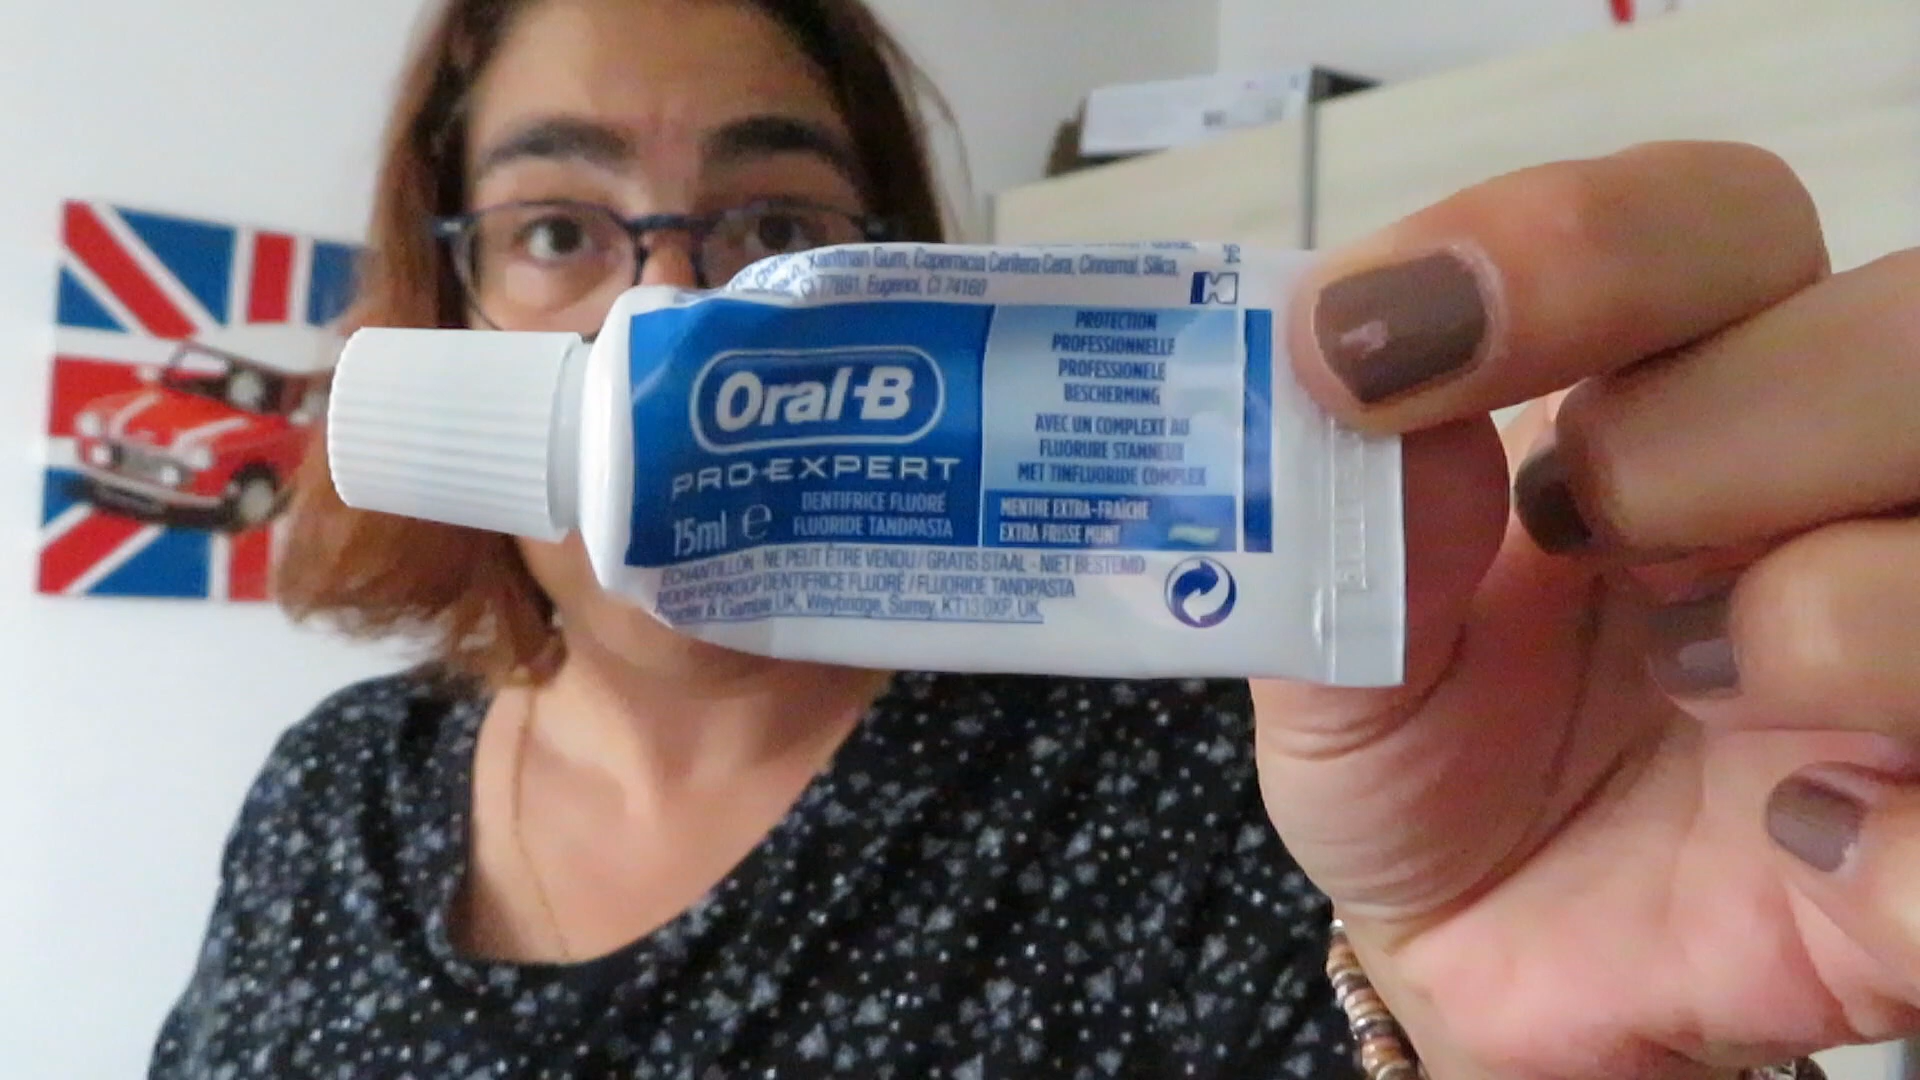 Xanthan Gum, Copernicia Cerifera Cera, Cinnamal, Silica,
CI 77891, Eugenol, CI 74160
Oral-B
PRO-EXPERT
15ml e
DENTIFRICE FLUORÉ
FLUORIDE TANDPASTA
PROTECTION
PROFESSIONNELLE
PROFESSIONELE
BESCHERMING
AVEC UN COMPLEXE AU
FLUORURE STANNEUX
MET TINFLUORIDE COMPLEX
MENTHE EXTRA-FRAÎCHE
EXTRA FRISSE MUNT
ÉCHANTILLON NE PEUT ÊTRE VENDU / GRATIS STAAL - NIET BESTEMD
VOOR VERKOOP DENTIFRICE FLUORÉ / FLUORIDE TANDPASTA
& Gamble UK, Weybridge, Surrey, KT13 0XP, UK.